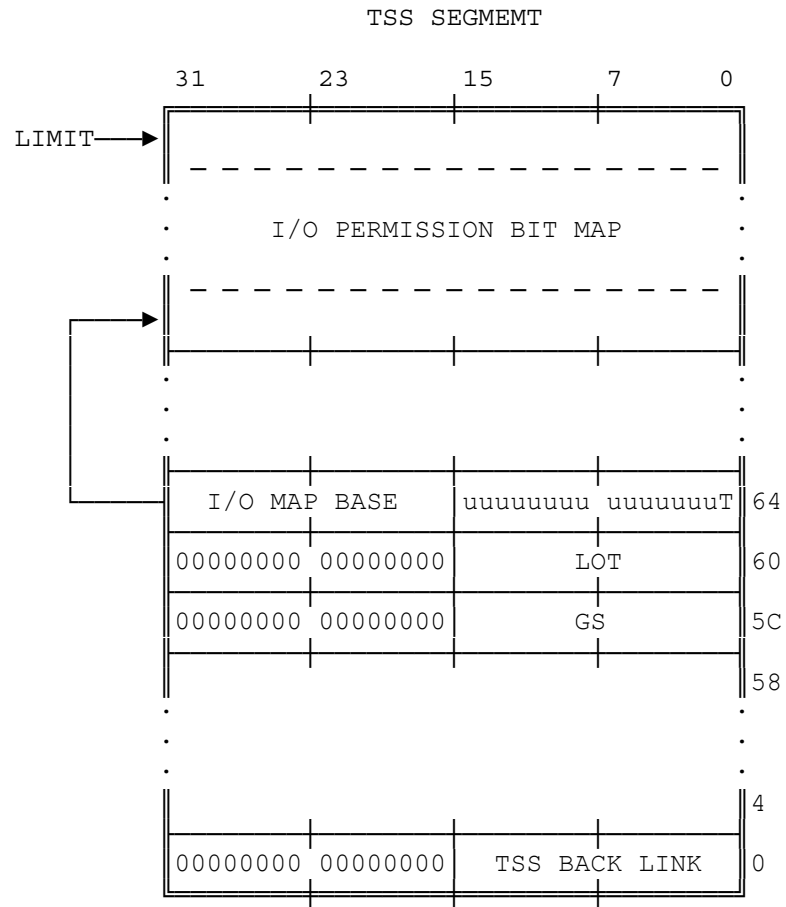 TSS SEGMEMT
31 23 15 7 0
LIMIT
I/O PERMISSION BIT MAP
I/O MAP BASE uuuuuuuu uuuuuuuT 64
00000000 00000000 LOT 60
00000000 00000000 GS 5C
58
4
00000000 00000000 TSS BACK LINK 0